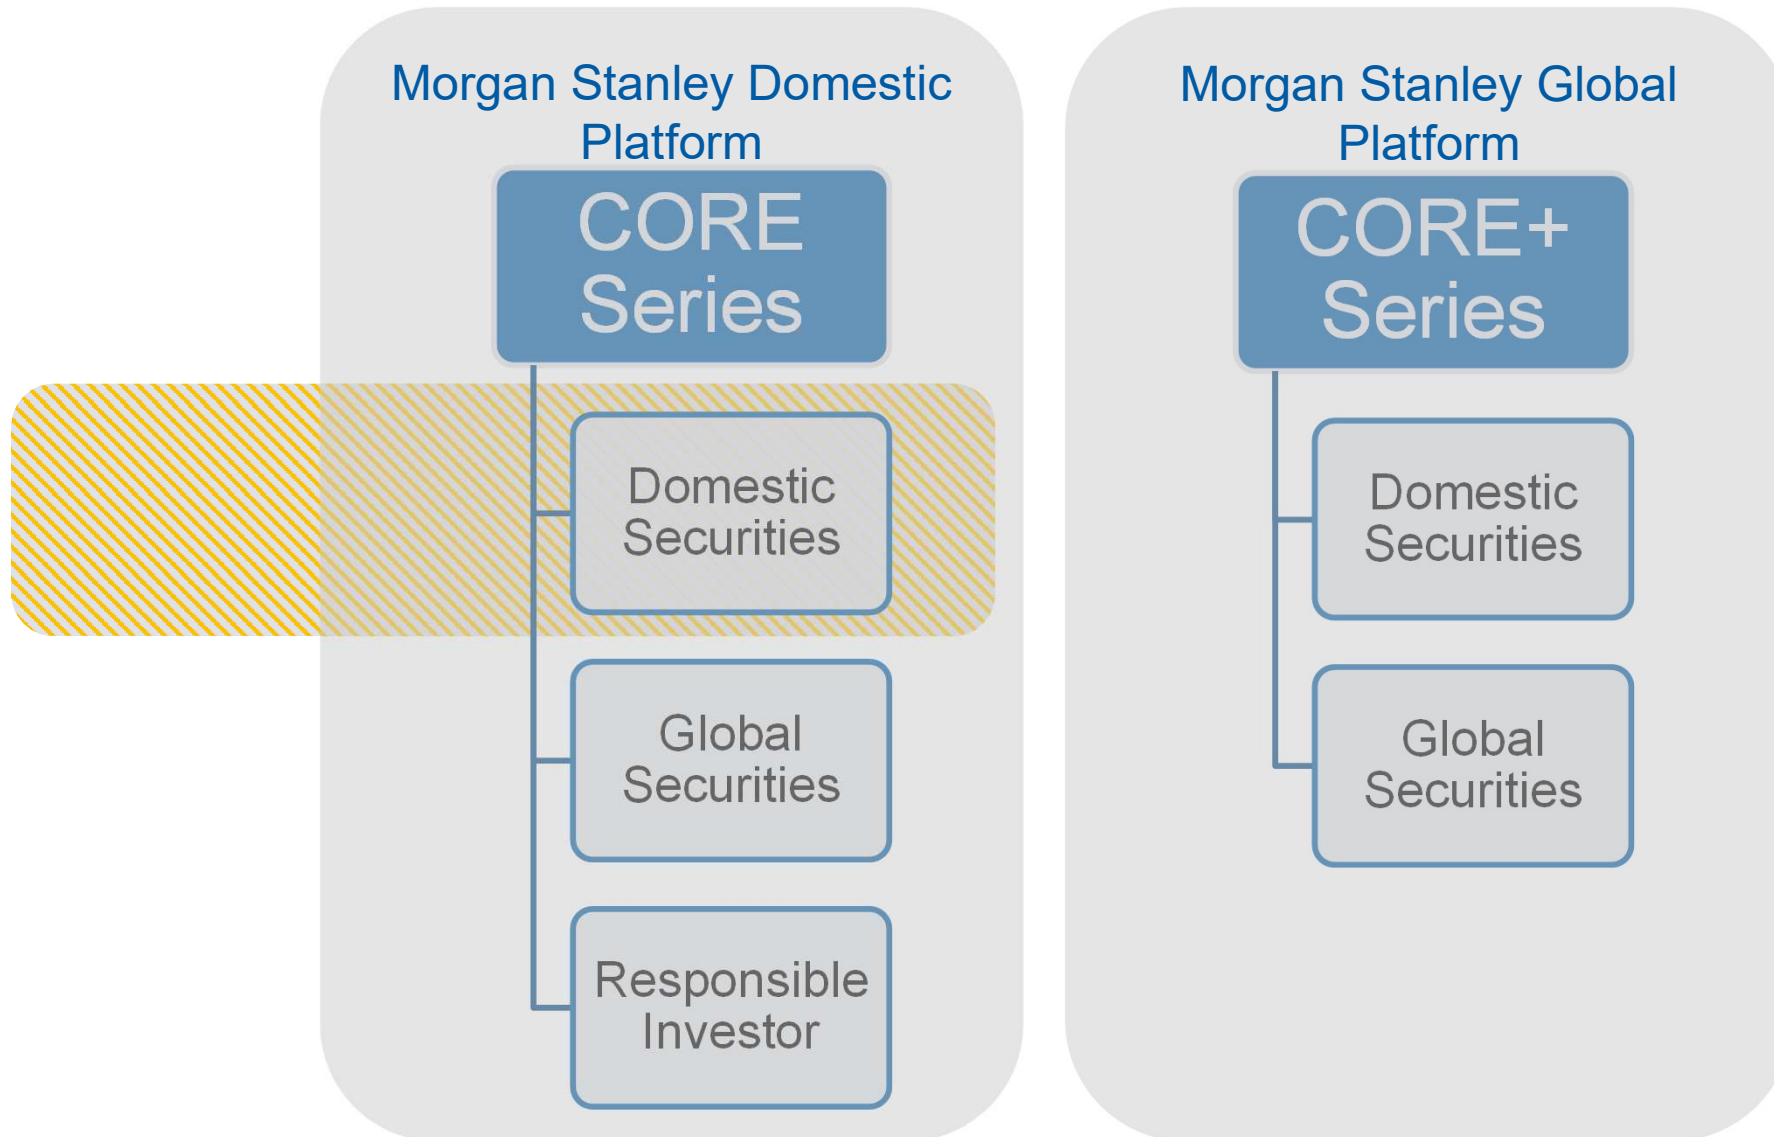 Morgan Stanley Domestic
Platform
CORE
Series
Domestic
Securities
Global
Securities
Responsible
Investor
Morgan Stanley Global
Platform
CORE+
Series
Domestic
Securities
Global
Securities